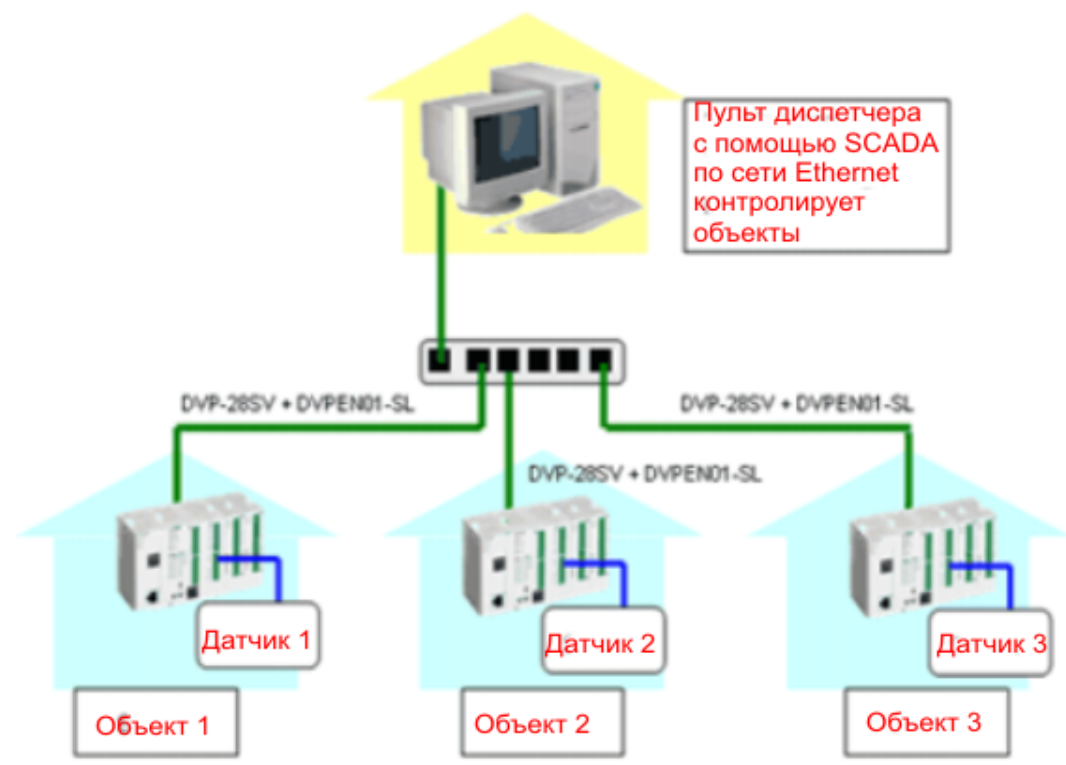 Пульт диспетчера
с помощью SCADA
по сети Ethernet
контролирует
объекты
DVP-28SV + DVPEN01-SL
DVP-28SV + DVPEN01-SL
DVP-28SV + DVPEN01-SL
Датчик 1
Датчик 2
Датчик 3
Объект 1
Объект 2
Объект 3